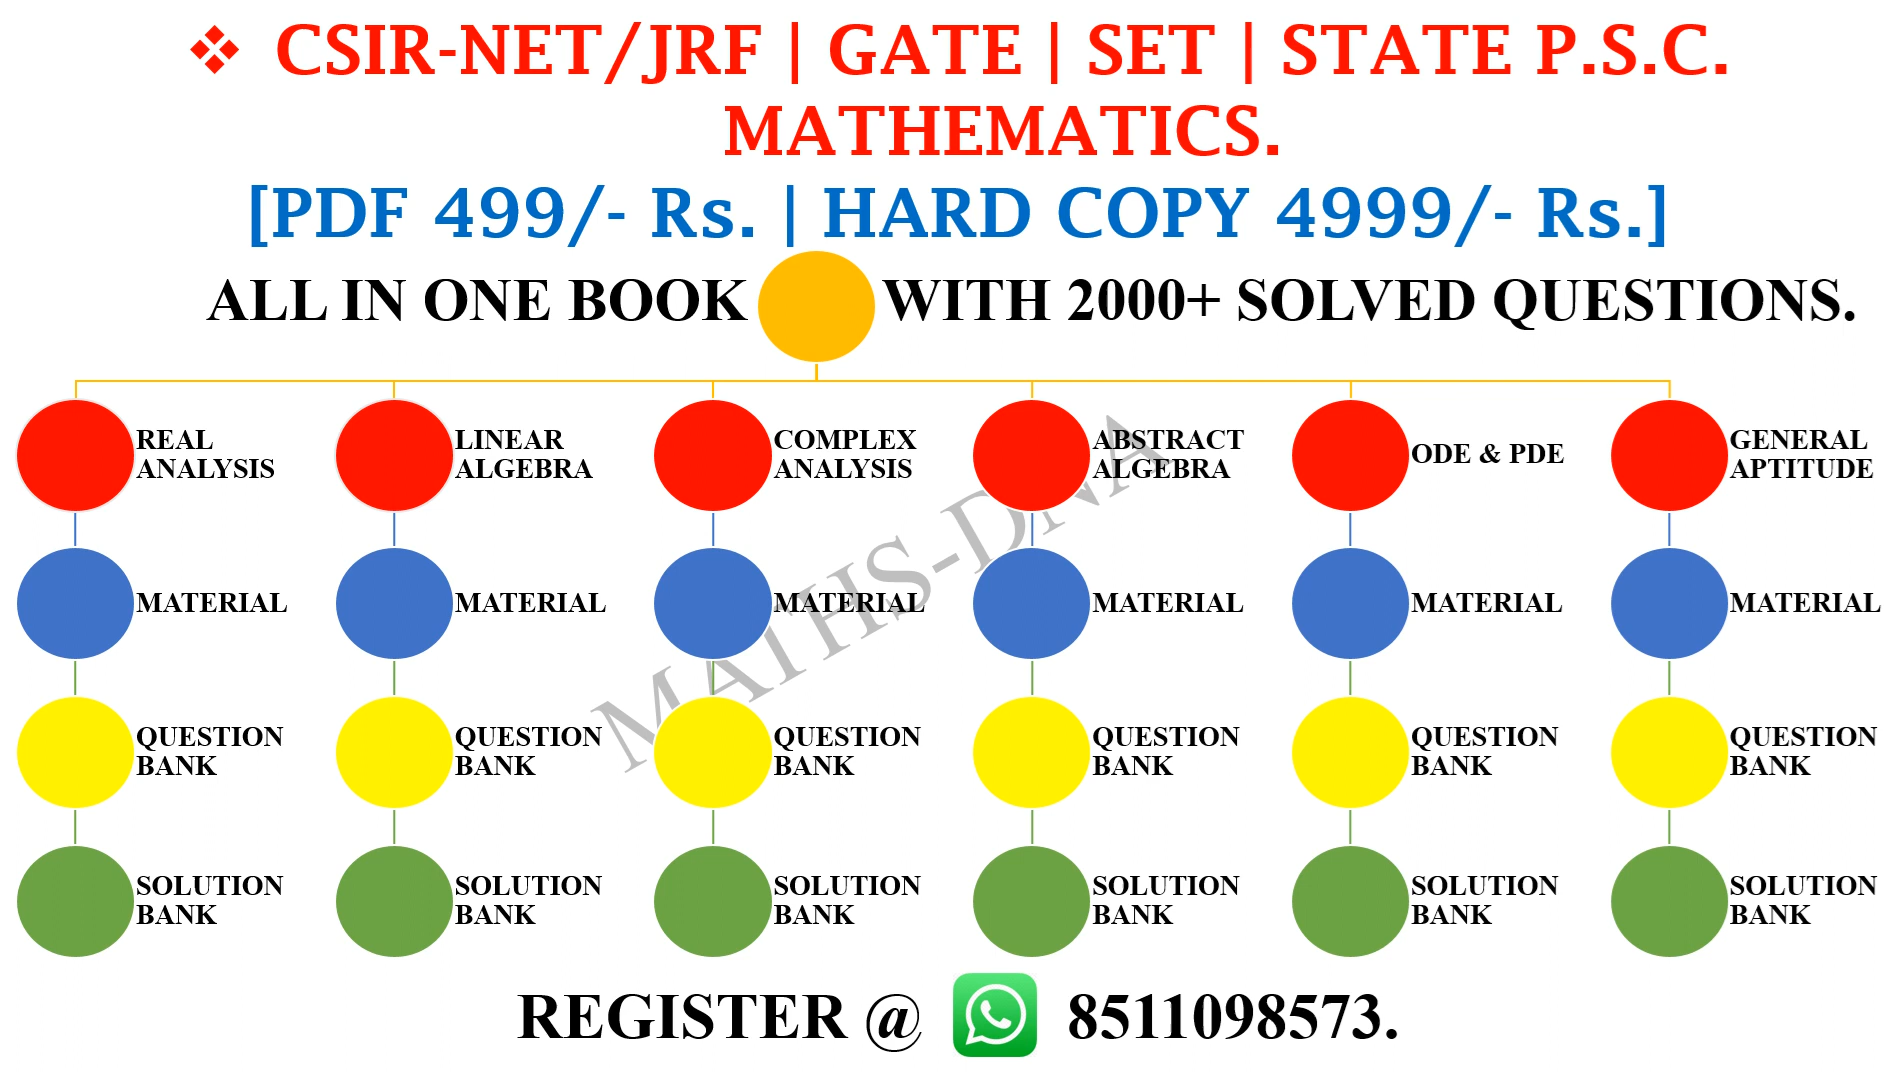 ❖ CSIR-NET/JRF | GATE | SET | STATE P.S.C.
MATHEMATICS.
[PDF 499/- Rs. | HARD COPY 4999/- Rs.]
ALL IN ONE BOOK WITH 2000+ SOLVED QUESTIONS.
REAL
ANALYSIS
LINEAR
ALGEBRA
COMPLEX
ANALYSIS
ABSTRACT
ALGEBRA
ODE & PDE
GENERAL
APTITUDE
MATERIAL
MATERIAL
MATERIAL
MATERIAL
MATERIAL
MATERIAL
QUESTION
BANK
QUESTION
BANK
QUESTION
BANK
QUESTION
BANK
QUESTION
BANK
QUESTION
BANK
SOLUTION
BANK
SOLUTION
BANK
SOLUTION
BANK
SOLUTION
BANK
SOLUTION
BANK
SOLUTION
BANK
MATHS-DNA
REGISTER @ 8511098573.